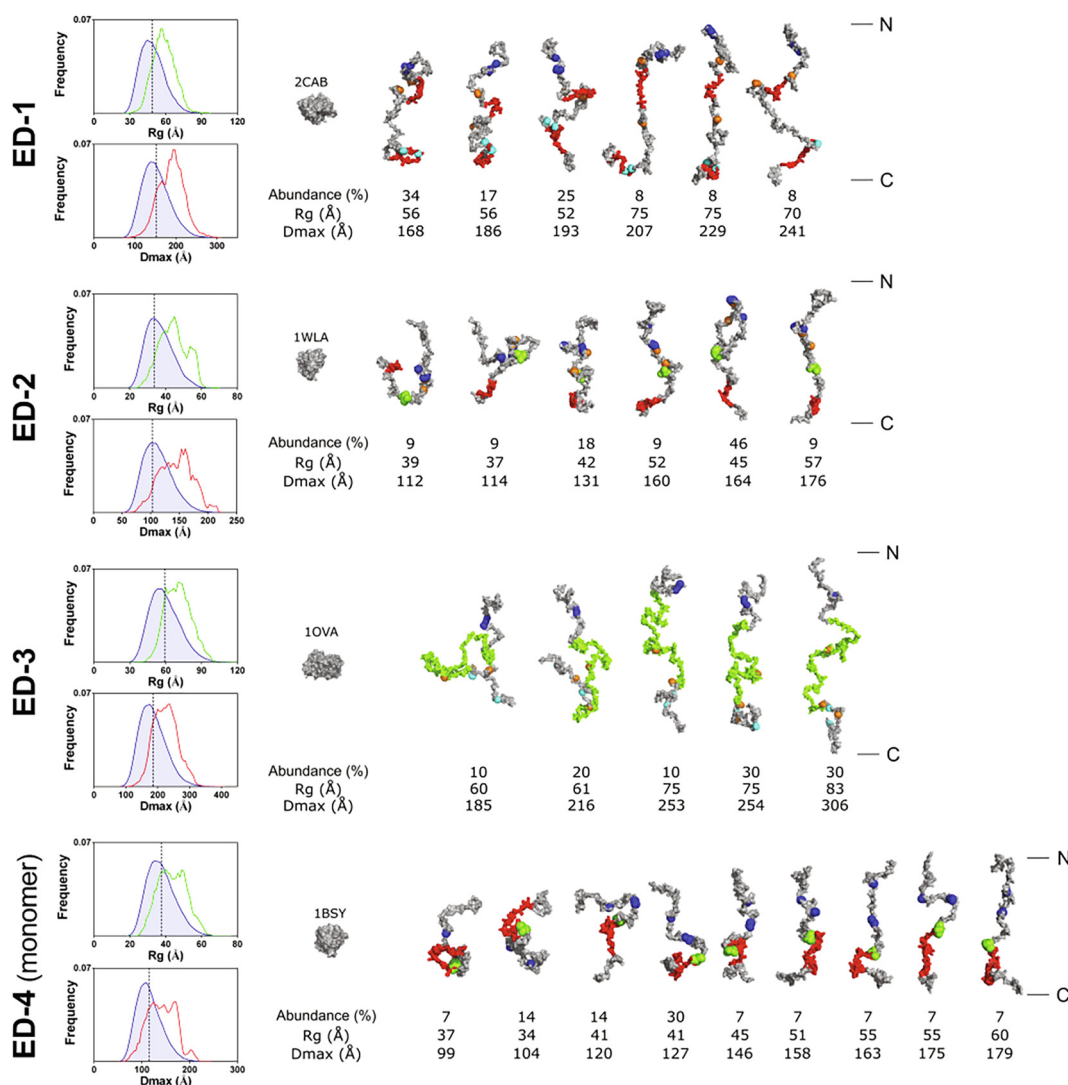 ED-1
0.07
Frequency
30 60 90 120
Rg (Å)
0.07
Frequency
0 100 200 300
Dmax (Å)
2CAB
N
C
Abundance (%) 34 17 25 8 8 8
Rg (Å) 56 56 52 75 75 70
Dmax (Å) 168 186 193 207 229 241
ED-2
0.07
Frequency
0 20 40 60 80
Rg (Å)
0.07
Frequency
0 50 100 150 200 250
Dmax (Å)
1WLA
N
C
Abundance (%) 9 9 18 9 46 9
Rg (Å) 39 37 42 52 45 57
Dmax (Å) 112 114 131 160 164 176
ED-3
0.07
Frequency
0 30 60 90 120
Rg (Å)
0.07
Frequency
0 100 200 300 400
Dmax (Å)
1OVA
N
C
Abundance (%) 10 20 10 30 30
Rg (Å) 60 61 75 75 83
Dmax (Å) 185 216 253 254 306
ED-4 (monomer)
0.07
Frequency
0 20 40 60 80
Rg (Å)
0.07
Frequency
0 100 200 300
Dmax (Å)
1BSY
N
C
Abundance (%) 7 14 14 30 7 7 7 7 7
Rg (Å) 37 34 41 41 45 51 55 55 60
Dmax (Å) 99 104 120 127 146 158 163 175 179